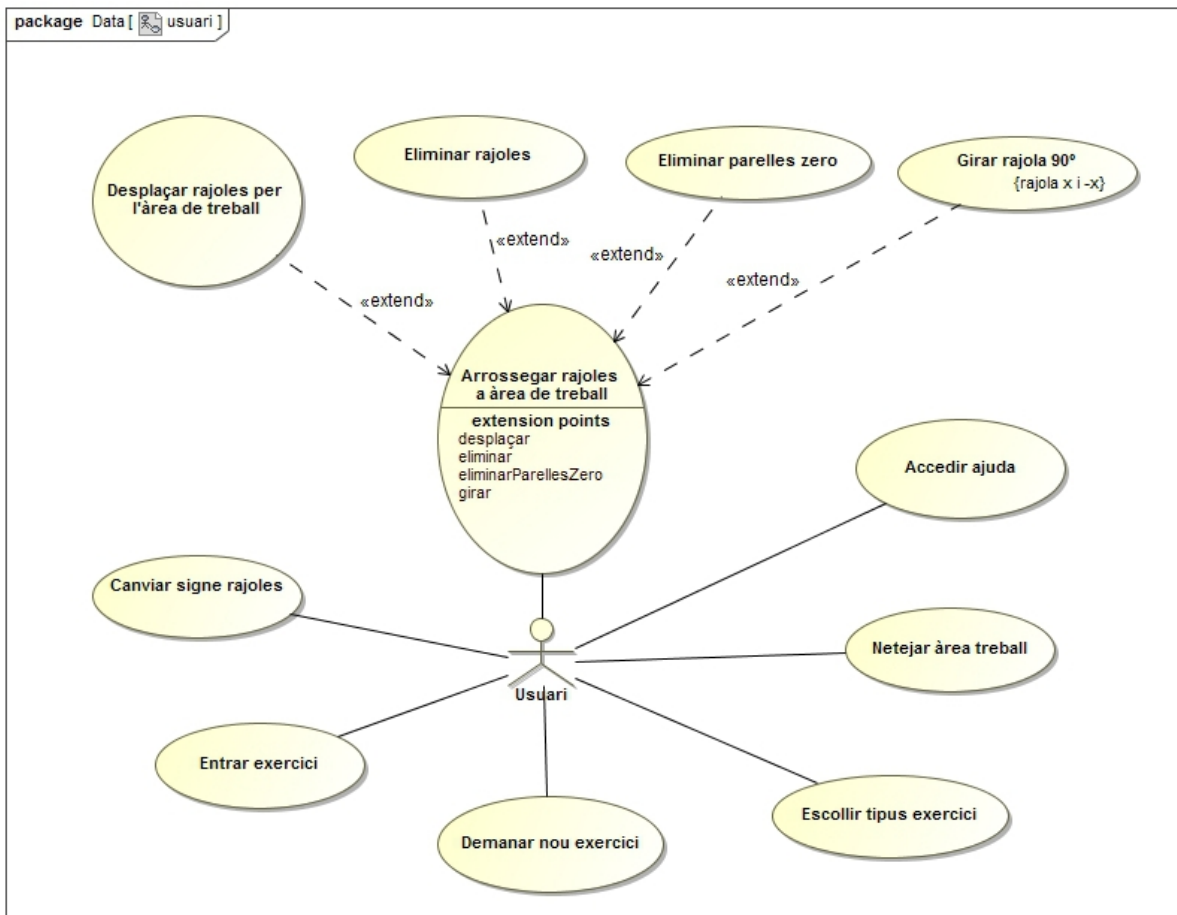 package Data [ usuari ]
Desplaçar rajoles per
l'àrea de treball
Eliminar rajoles
Eliminar parelles zero
Girar rajola 90º
{rajola x i -x}
«extend»
«extend»
«extend»
«extend»
Arrossegar rajoles
a àrea de treball
extension points
desplaçar
eliminar
eliminarParellesZero
girar
Accedir ajuda
Canviar signe rajoles
Netejar àrea treball
Usuari
Entrar exercici
Escollir tipus exercici
Demanar nou exercici